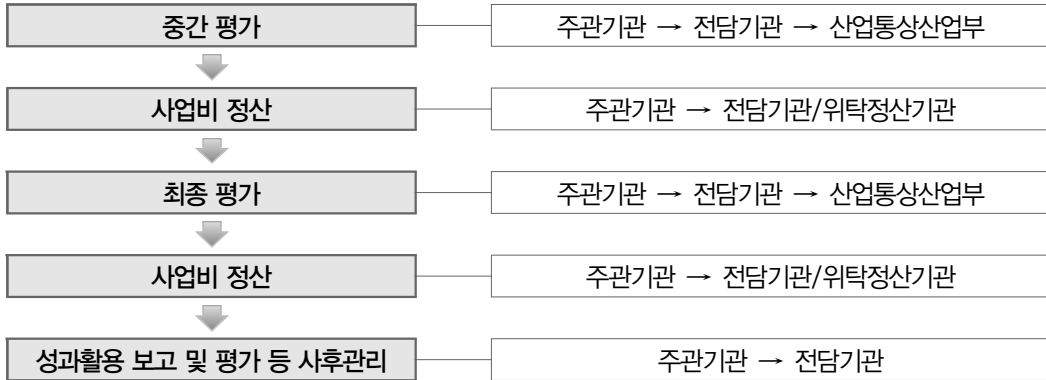 중간 평가
주관기관 → 전담기관 → 산업통상산업부
사업비 정산
주관기관 → 전담기관/위탁정산기관
최종 평가
주관기관 → 전담기관 → 산업통상산업부
사업비 정산
주관기관 → 전담기관/위탁정산기관
성과활용 보고 및 평가 등 사후관리
주관기관 → 전담기관